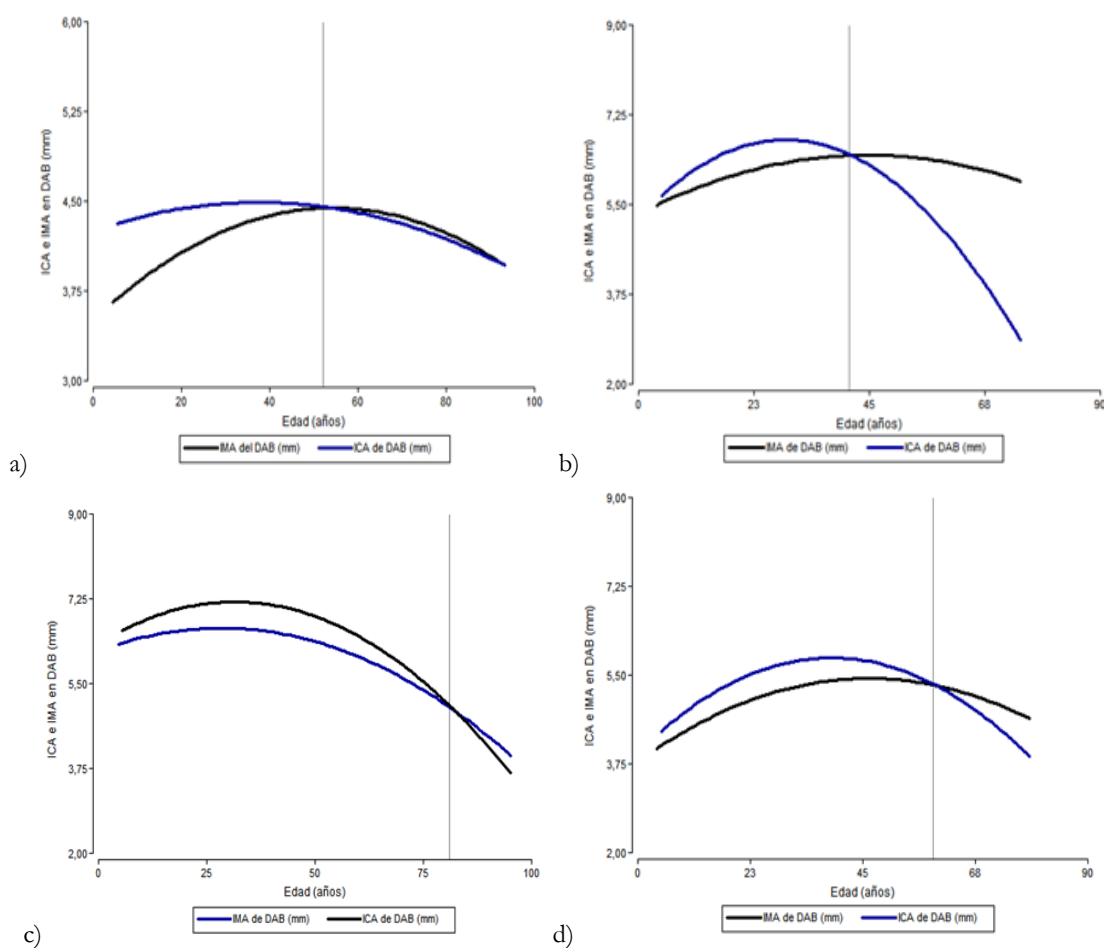 6,00
5,25
4,50
3,75
3,00
ICA e IMA en DAB (mm)
0 20 40 60 80 100
Edad (años)
IMA del DAB (mm) ICA de DAB (mm)
a)
9,00
7,25
5,50
3,75
2,00
ICA e IMA en DAB (mm)
0 23 45 68 90
Edad (años)
IMA de DAB (mm) ICA de DAB (mm)
b)
9,00
7,25
5,50
3,75
2,00
ICA e IMA en DAB (mm)
0 25 50 75 100
Edad (años)
IMA de DAB (mm) ICA de DAB (mm)
c)
9,00
7,25
5,50
3,75
2,00
ICA e IMA en DAB (mm)
0 23 45 68 90
Edad (años)
IMA de DAB (mm) ICA de DAB (mm)
d)